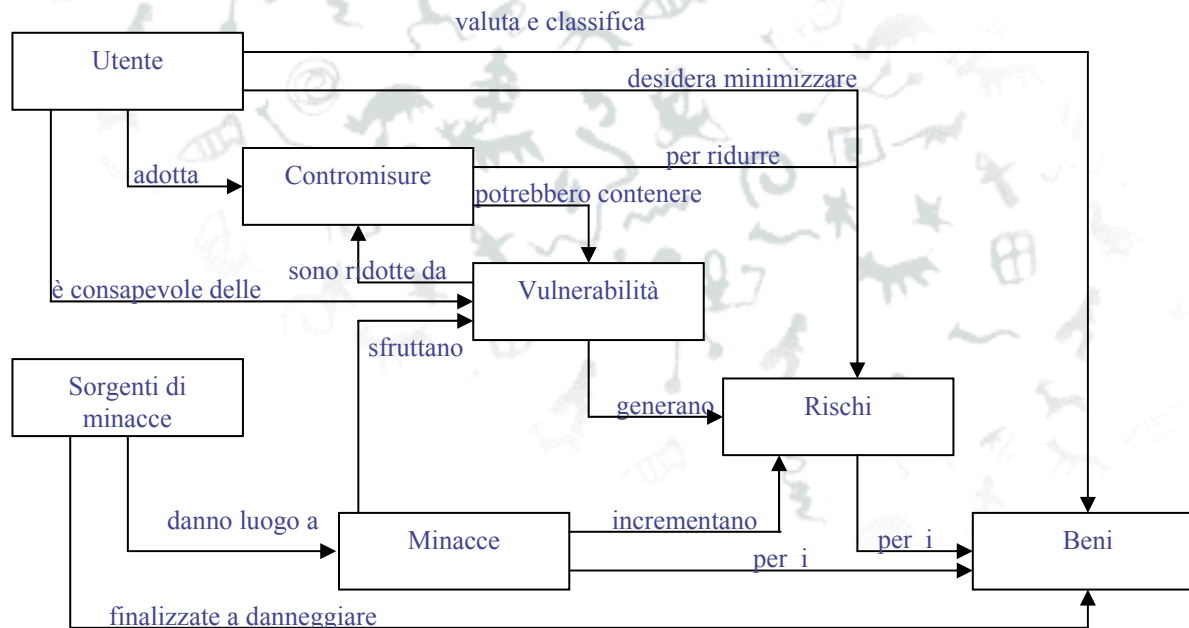 valuta e classifica
Utente
desidera minimizzare
per ridurre
adotta
Contromisure
potrebbero contenere
sono ridotte da
è consapevole delle
Vulnerabilità
sfruttano
Sorgenti di
minacce
generano
Rischi
danno luogo a
Minacce
incrementano
per i
per i
Beni
finalizzate a danneggiare